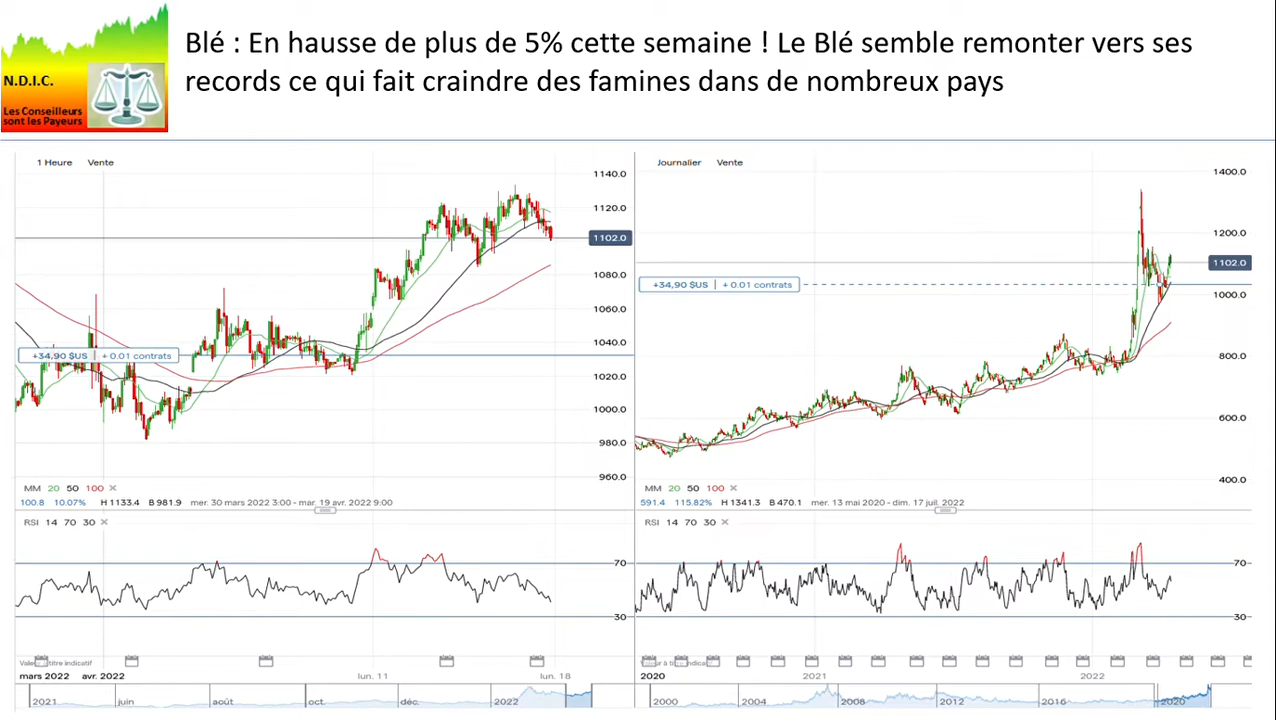 Blé : En hausse de plus de 5% cette semaine ! Le Blé semble remonter vers ses
records ce qui fait craindre des famines dans de nombreux pays
N.D.I.C.
Les Conseilleurs
sont les Payeurs
1 Heure Vente
1140.0
1120.0
1102.0
1080.0
1060.0
1040.0
+34,90 $US | + 0.01 contrats
1020.0
1000.0
980.0
960.0
MM 20 50 100 ×
100.8 10.07% H 1133.4 B 981.9 mer. 30 mars 2022 3:00 - mar. 19 avr. 2022 9:00
RSI 14 70 30 ×
70
30
Valeur à titre indicatif
mars 2022 avr. 2022 lun. 11 lun. 18
2021 juin août oct. déc. 2022
Journalier Vente
1400.0
1200.0
1102.0
+34,90 $US | + 0.01 contrats
1000.0
800.0
600.0
400.0
MM 20 50 100 ×
591.4 115.82% H 1341.3 B 470.1 mer. 13 mai 2020 - dim. 17 juil. 2022
RSI 14 70 30 ×
70
30
Valeur à titre indicatif
2020 2021 2022
2000 2004 2008 2012 2016 2020